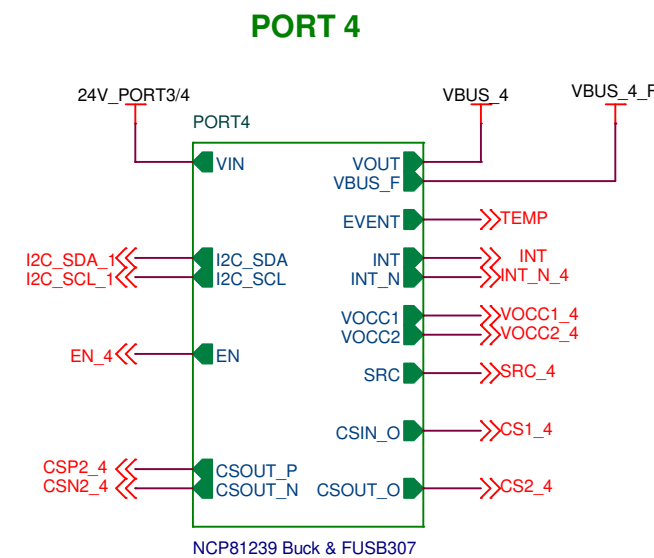 PORT 4
24V_PORT3/4
VBUS_4
VBUS_4_F
PORT4
VIN
VOUT
VBUS_F
EVENT
TEMP
I2C_SDA_1
I2C_SDA
INT
INT
I2C_SCL_1
I2C_SCL
INT_N
INT_N_4
VOCC1
VOCC1_4
VOCC2
VOCC2_4
EN_4
EN
SRC
SRC_4
CSIN_O
CS1_4
CSP2_4
CSOUT_P
CSN2_4
CSOUT_N
CSOUT_O
CS2_4
NCP81239 Buck & FUSB307